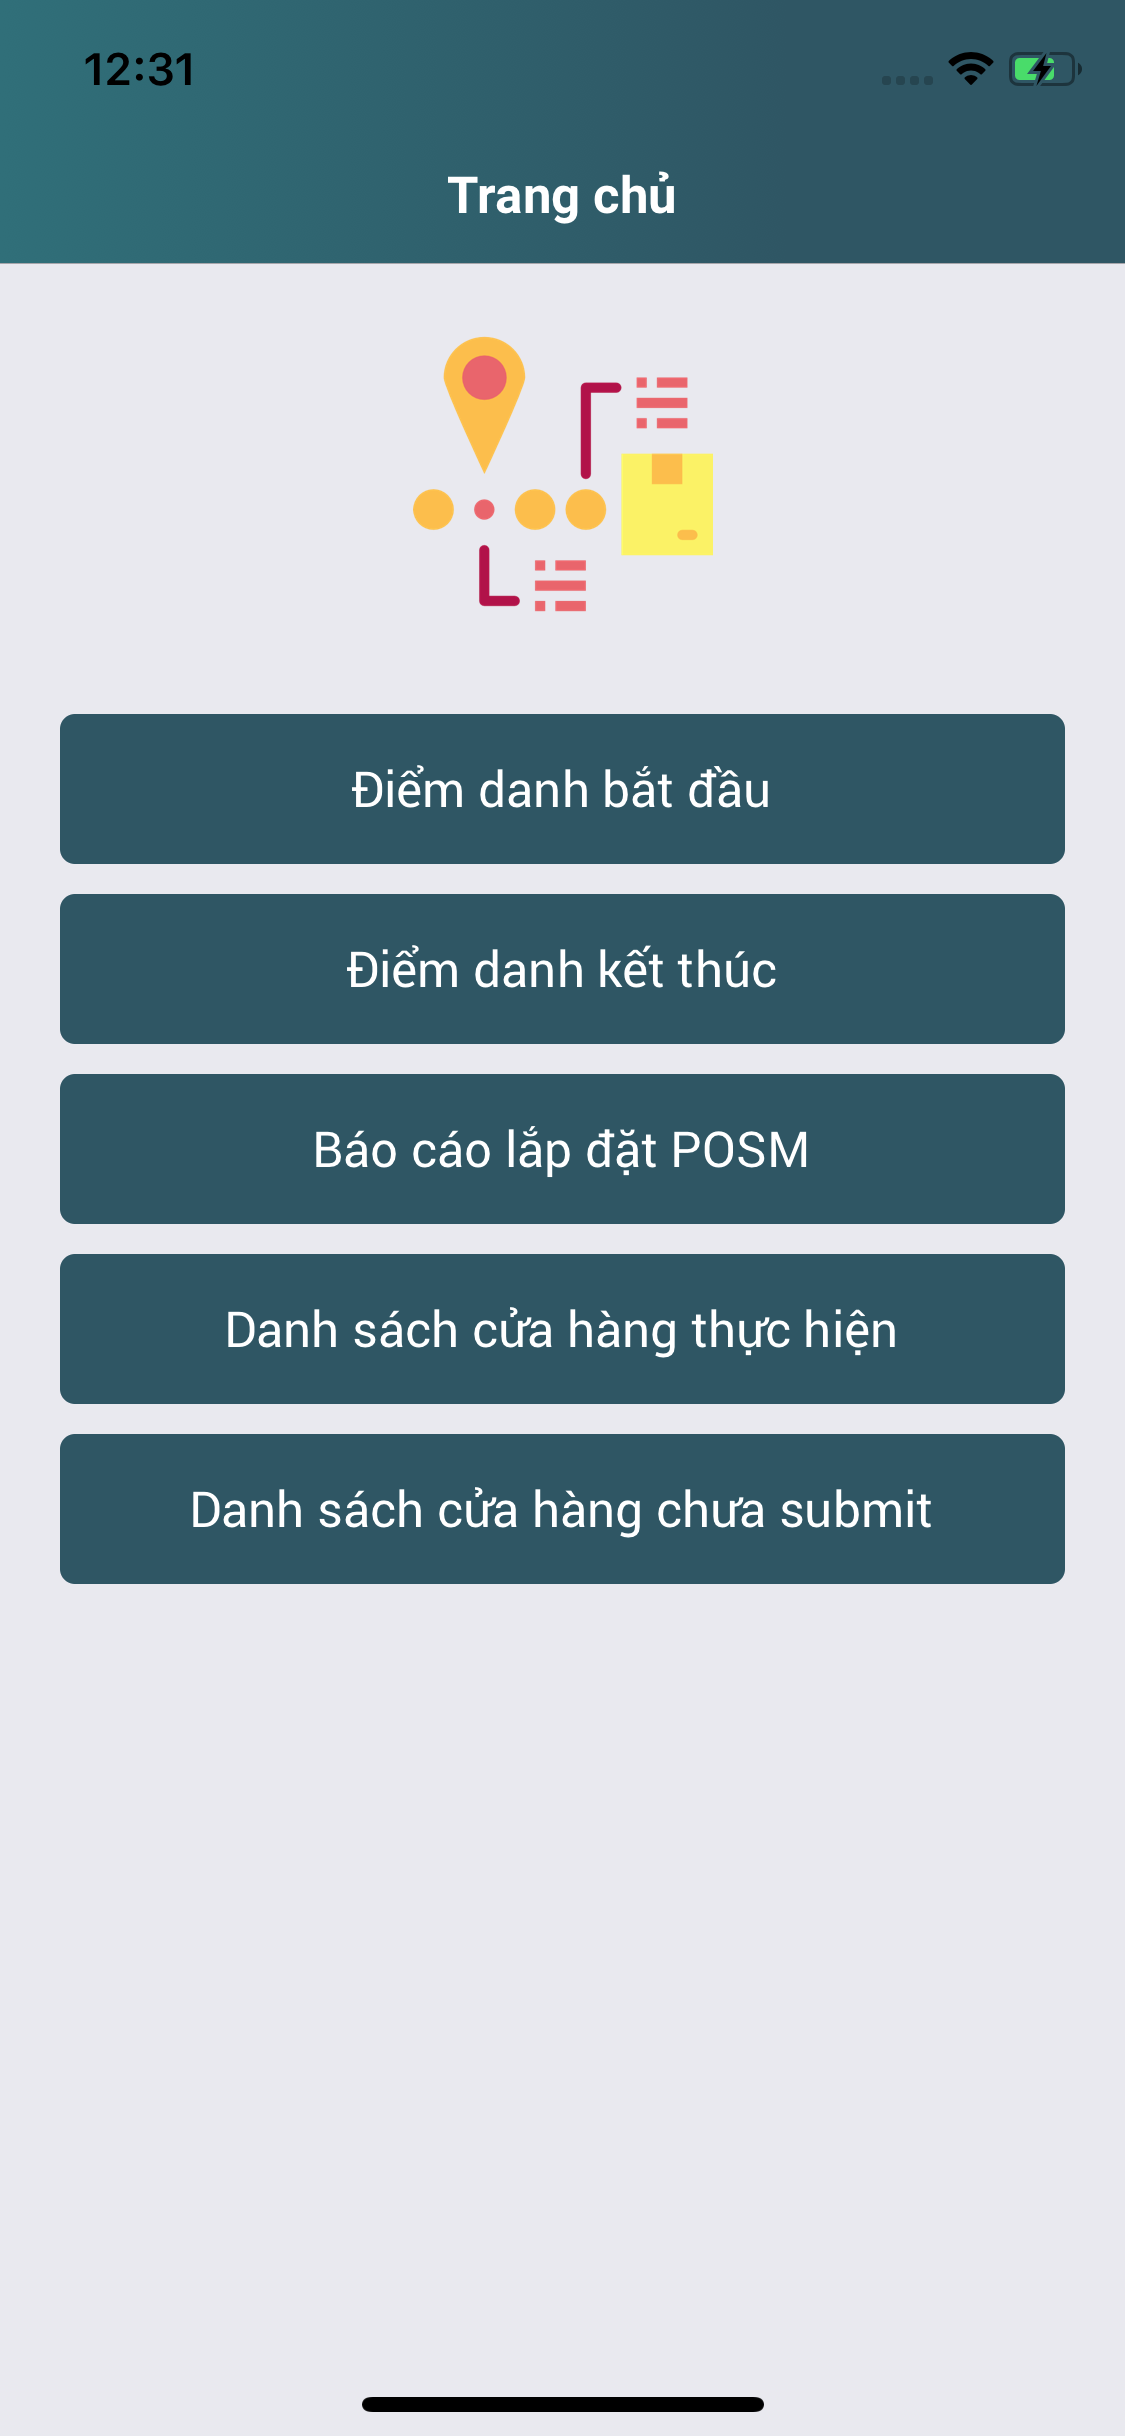 12:31
Trang chủ
Điểm danh bắt đầu
Điểm danh kết thúc
Báo cáo lắp đặt POSM
Danh sách cửa hàng thực hiện
Danh sách cửa hàng chưa submit